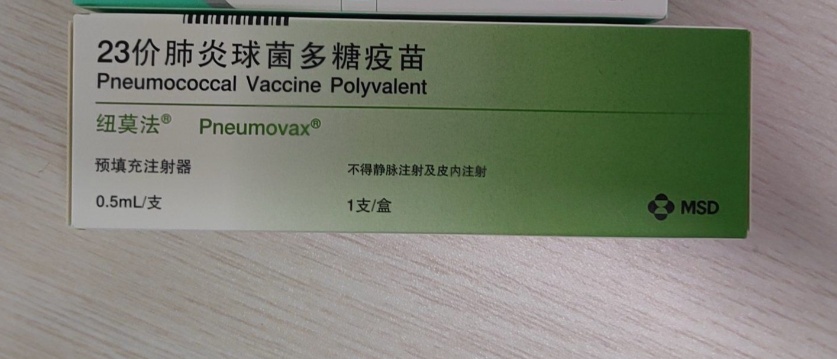 23价肺炎球菌多糖疫苗
Pneumococcal Vaccine Polyvalent
纽莫法® Pneumovax®
预填充注射器 不得静脉注射及皮内注射
0.5mL/支 1支/盒 MSD